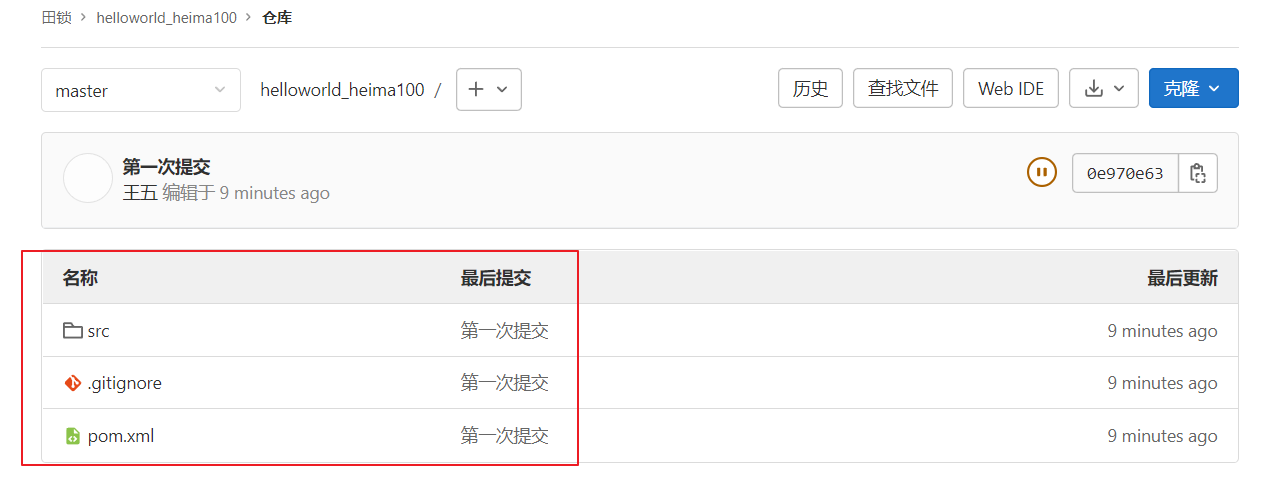 田锁 > helloworld_heima100 > 仓库
master helloworld_heima100 / 历史 查找文件 Web IDE 克隆
第一次提交
王五 编辑于 9 minutes ago
0e970e63
名称 最后提交 最后更新
src 第一次提交 9 minutes ago
.gitignore 第一次提交 9 minutes ago
pom.xml 第一次提交 9 minutes ago